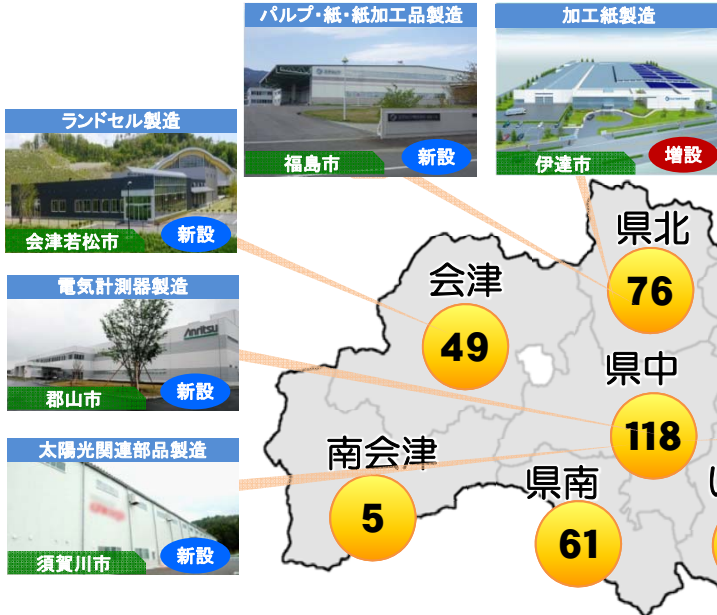 パルプ・紙・紙加工品製造
福島市
新設
加工紙製造
伊達市
増設
ランドセル製造
会津若松市
新設
電気計測器製造
Anritsu
郡山市
新設
太陽光関連部品製造
須賀川市
新設
県北
76
会津
49
県中
118
南会津
5
県南
61